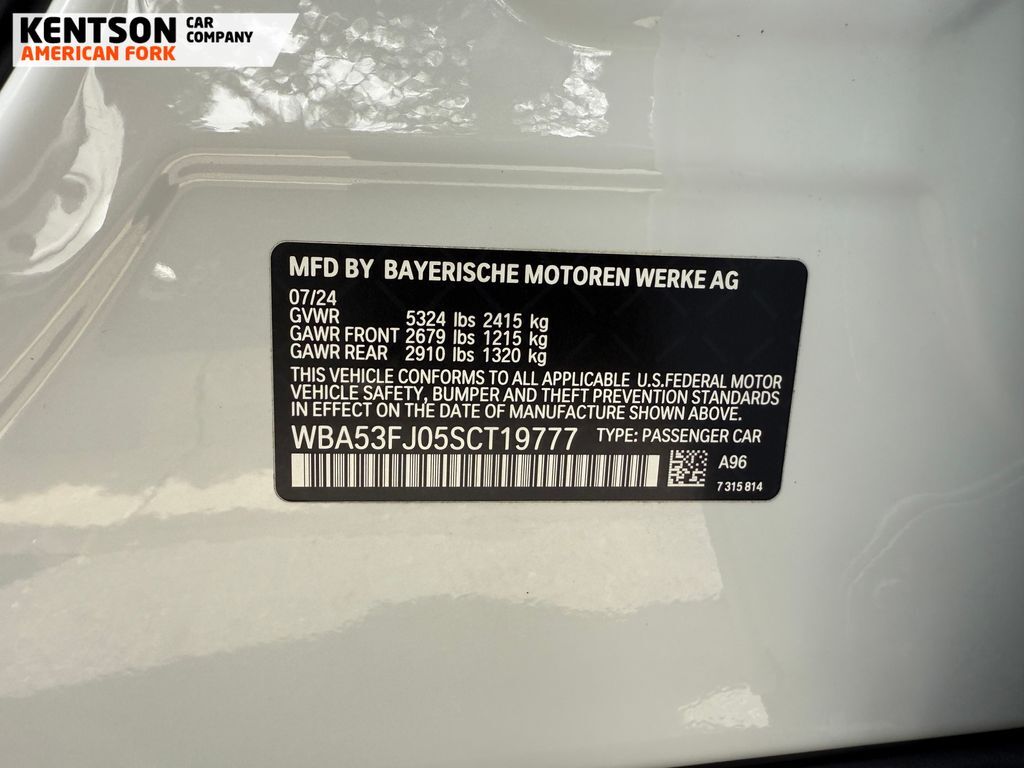 KENTSON CAR COMPANY
AMERICAN FORK
MFD BY BAYERISCHE MOTOREN WERKE AG
07/24
GVWR 5324 lbs 2415 kg
GAWR FRONT 2679 lbs 1215 kg
GAWR REAR 2910 lbs 1320 kg
THIS VEHICLE CONFORMS TO ALL APPLICABLE U.S.FEDERAL MOTOR
VEHICLE SAFETY, BUMPER AND THEFT PREVENTION STANDARDS
IN EFFECT ON THE DATE OF MANUFACTURE SHOWN ABOVE.
WBA53FJ05SCT19777 TYPE: PASSENGER CAR
A96
7 315 814